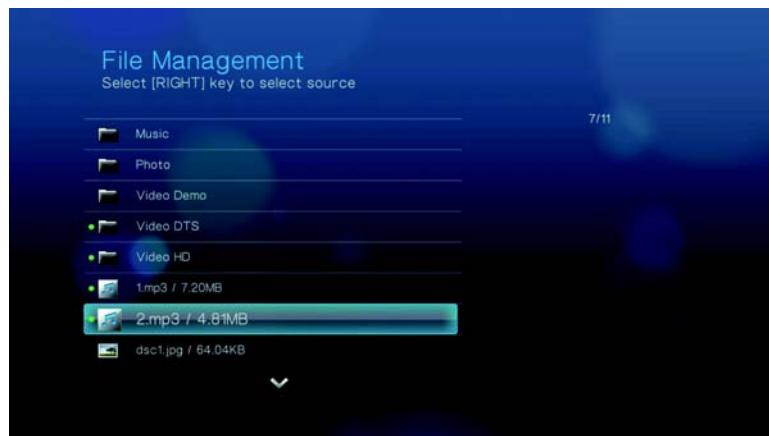 File Management
Select [RIGHT] key to select source
7/11
Music
Photo
Video Demo
Video DTS
Video HD
1.mp3 / 7.20MB
2.mp3 / 4.81MB
dsc1.jpg / 64.04KB